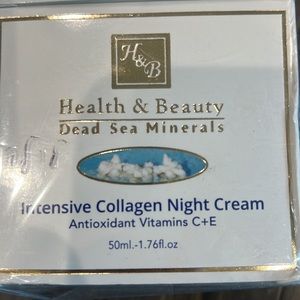 H&B
Health & Beauty
Dead Sea Minerals
Intensive Collagen Night Cream
Antioxidant Vitamins C+E
50ml.-1.76fl.oz